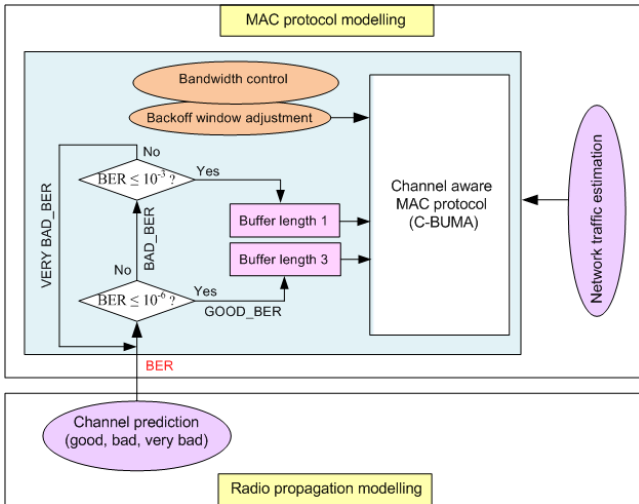 MAC protocol modelling
Bandwidth control
Backoff window adjustment
No
BER ≤ 10⁻³ ?
Yes
VERY BAD_BER
BAD_BER
Buffer length 1
Buffer length 3
Channel aware
MAC protocol
(C-BUMA)
Network traffic estimation
No
BER ≤ 10⁻⁶ ?
Yes
GOOD_BER
BER
Channel prediction
(good, bad, very bad)
Radio propagation modelling